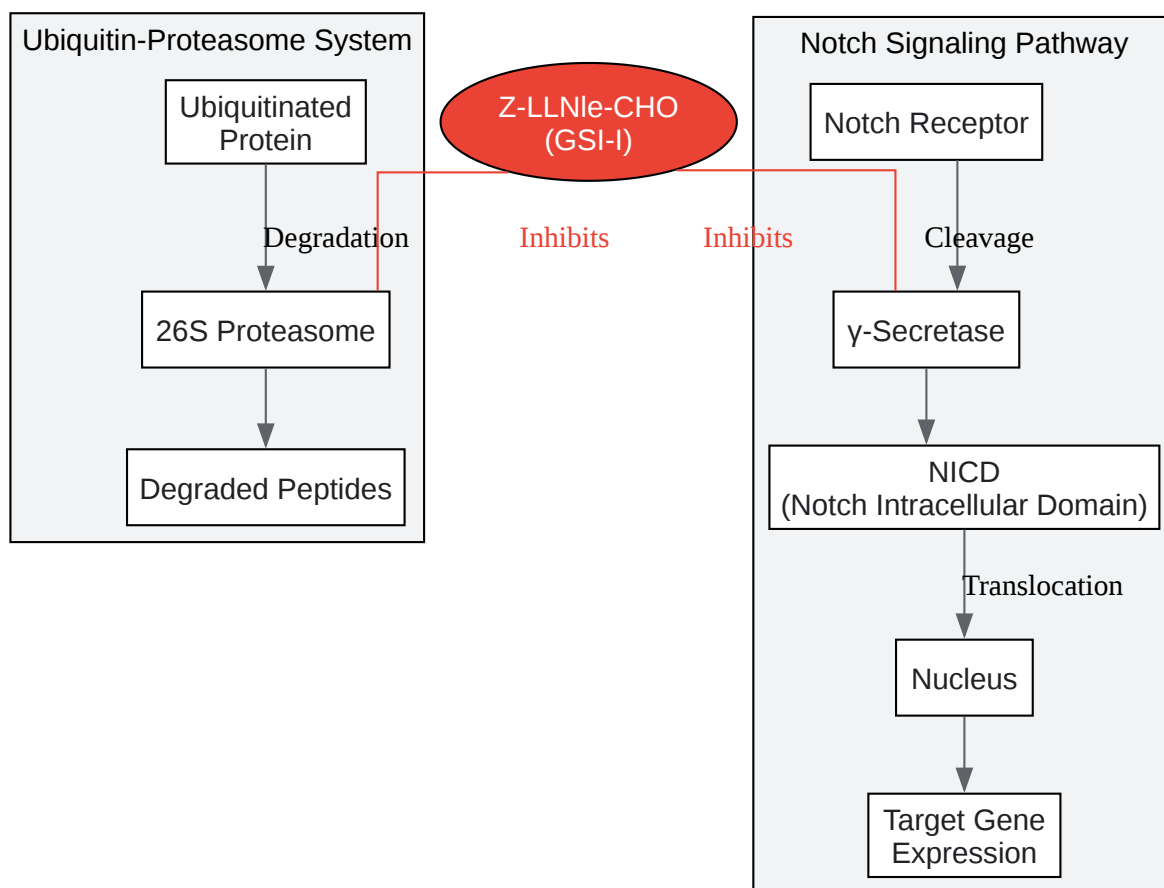 Ubiquitin-Proteasome System
Ubiquitinated
Protein
Degradation
26S Proteasome
Degraded Peptides
Z-LLNle-CHO
(GSI-I)
Inhibits
Inhibits
Notch Signaling Pathway
Notch Receptor
Cleavage
γ-Secretase
NICD
(Notch Intracellular Domain)
Translocation
Nucleus
Target Gene
Expression